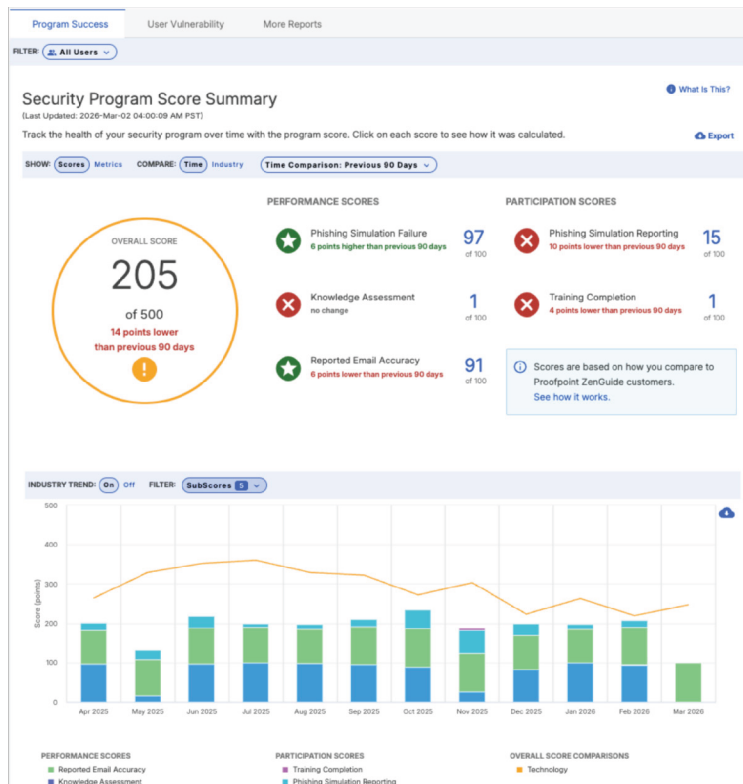 Program Success
User Vulnerability
More Reports
FILTER: All Users
Security Program Score Summary
What Is This?
(Last Updated: 2026-Mar-02 04:00:09 AM PST)
Track the health of your security program over time with the program score. Click on each score to see how it was calculated.
Export
SHOW: Scores Metrics COMPARE: Time Industry Time Comparison: Previous 90 Days
OVERALL SCORE
205
of 500
14 points lower
than previous 90 days
PERFORMANCE SCORES
Phishing Simulation Failure
6 points higher than previous 90 days
97
of 100
Knowledge Assessment
no change
1
of 100
Reported Email Accuracy
6 points lower than previous 90 days
91
of 100
PARTICIPATION SCORES
Phishing Simulation Reporting
10 points lower than previous 90 days
15
of 100
Training Completion
4 points lower than previous 90 days
1
of 100
Scores are based on how you compare to
Proofpoint ZenGuide customers.
See how it works.
INDUSTRY TREND: On Off FILTER: SubScores 5
Score (points)
500
400
300
200
100
0
Apr 2025
May 2025
Jun 2025
Jul 2025
Aug 2025
Sep 2025
Oct 2025
Nov 2025
Dec 2025
Jan 2026
Feb 2026
Mar 2026
PERFORMANCE SCORES
Reported Email Accuracy
Knowledge Assessment
PARTICIPATION SCORES
Training Completion
Phishing Simulation Reporting
OVERALL SCORE COMPARISONS
Technology